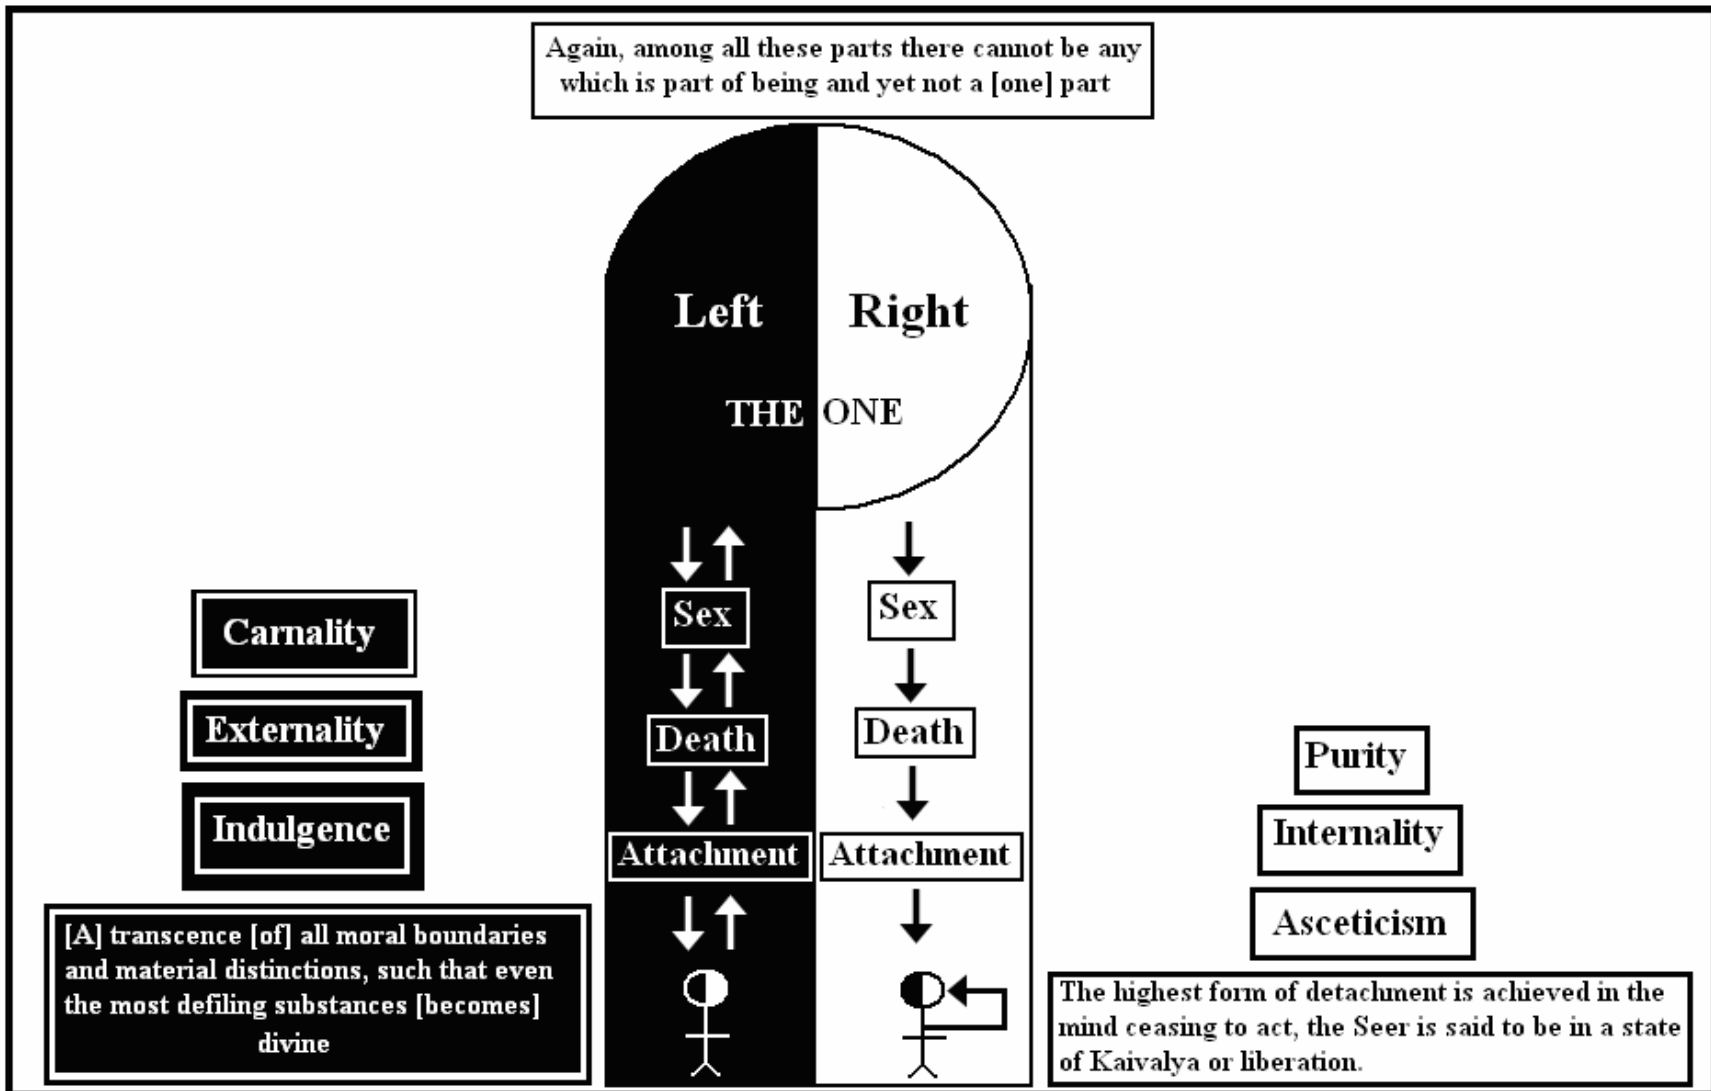 Again, among all these parts there cannot be any
which is part of being and yet not a [one] part
Left
Right
THE ONE
Sex
Sex
Death
Death
Attachment
Attachment
Carnality
Externality
Indulgence
[A] transcence [of] all moral boundaries
and material distinctions, such that even
the most defiling substances [becomes]
divine
Purity
Internality
Asceticism
The highest form of detachment is achieved in the
mind ceasing to act, the Seer is said to be in a state
of Kaivalya or liberation.